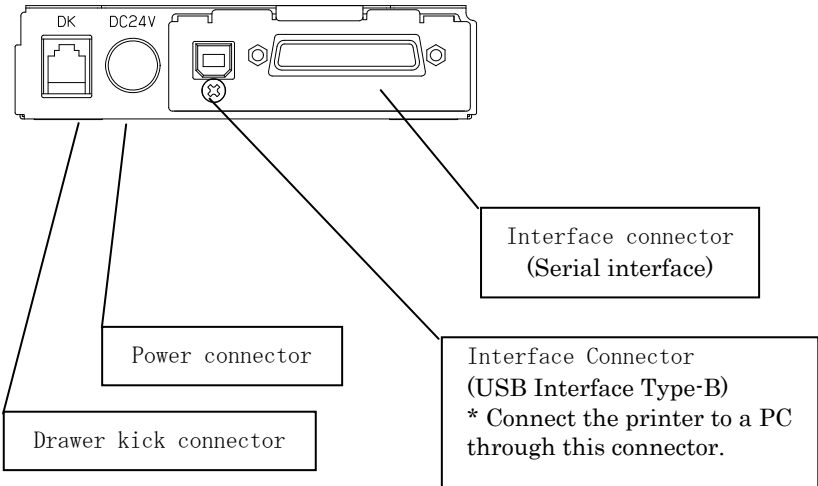 DK DC24V
Interface connector
(Serial interface)
Power connector
Interface Connector
(USB Interface Type-B)
* Connect the printer to a PC
through this connector.
Drawer kick connector